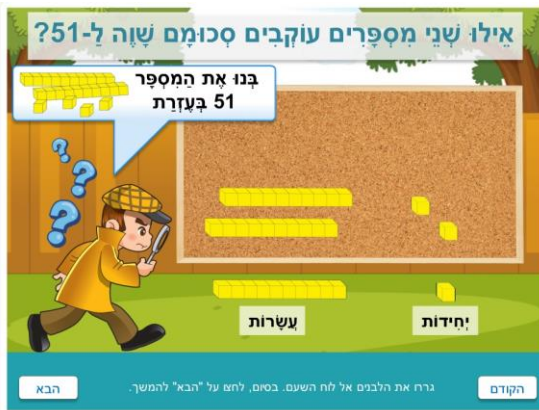 אֵילוּ שְׁנֵי מִסְפָּרִים עוֹקְבִים סְכוּמָם שָׁוֶה לַ-51?
בְּנוּ אֶת הַמִּסְפָּר
51 בְּעֶזְרַת
עֲשָׂרוֹת
יְחִידוֹת
הקודם
גררו את הלבנים אל לוח השעם. בסיום, לחצו על "הבא" להמשך.
הבא